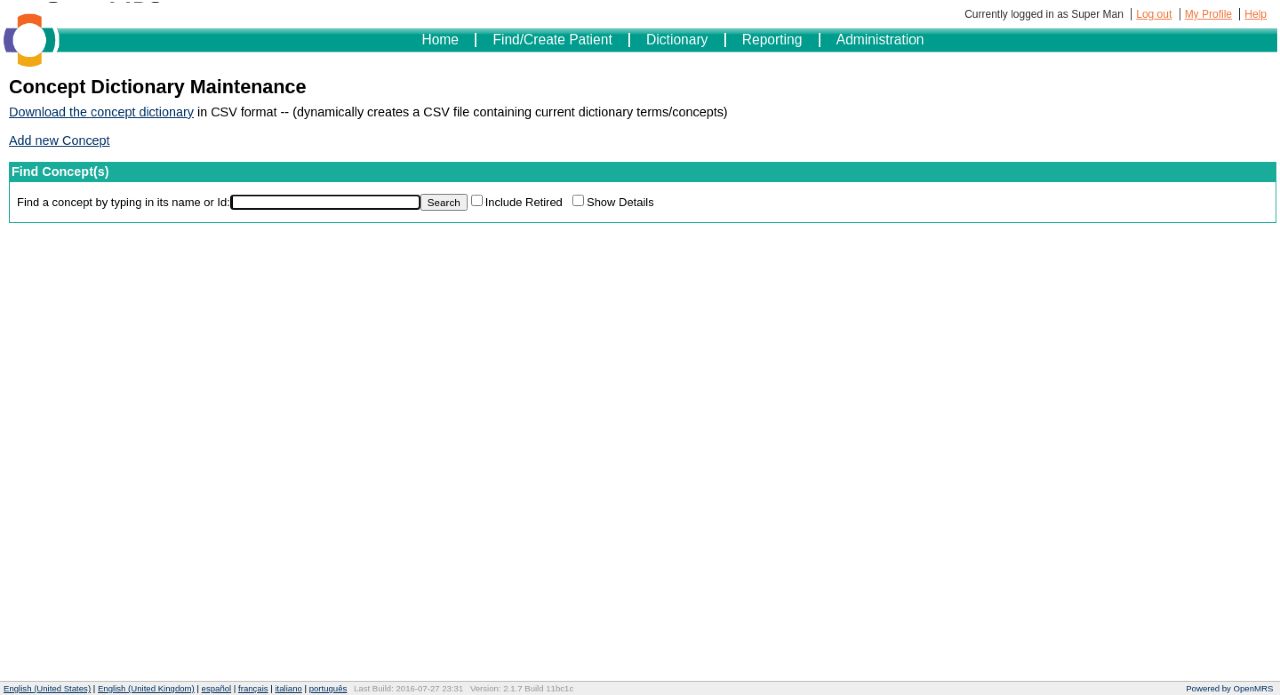 Currently logged in as Super Man | Log out | My Profile | Help
Home | Find/Create Patient | Dictionary | Reporting | Administration
Concept Dictionary Maintenance
Download the concept dictionary in CSV format -- (dynamically creates a CSV file containing current dictionary terms/concepts)
Add new Concept
Find Concept(s)
Find a concept by typing in its name or Id: Search Include Retired Show Details
English (United States) | English (United Kingdom) | español | français | italiano | português Last Build: 2016-07-27 23:31 Version: 2.1.7 Build 11bc1c Powered by OpenMRS